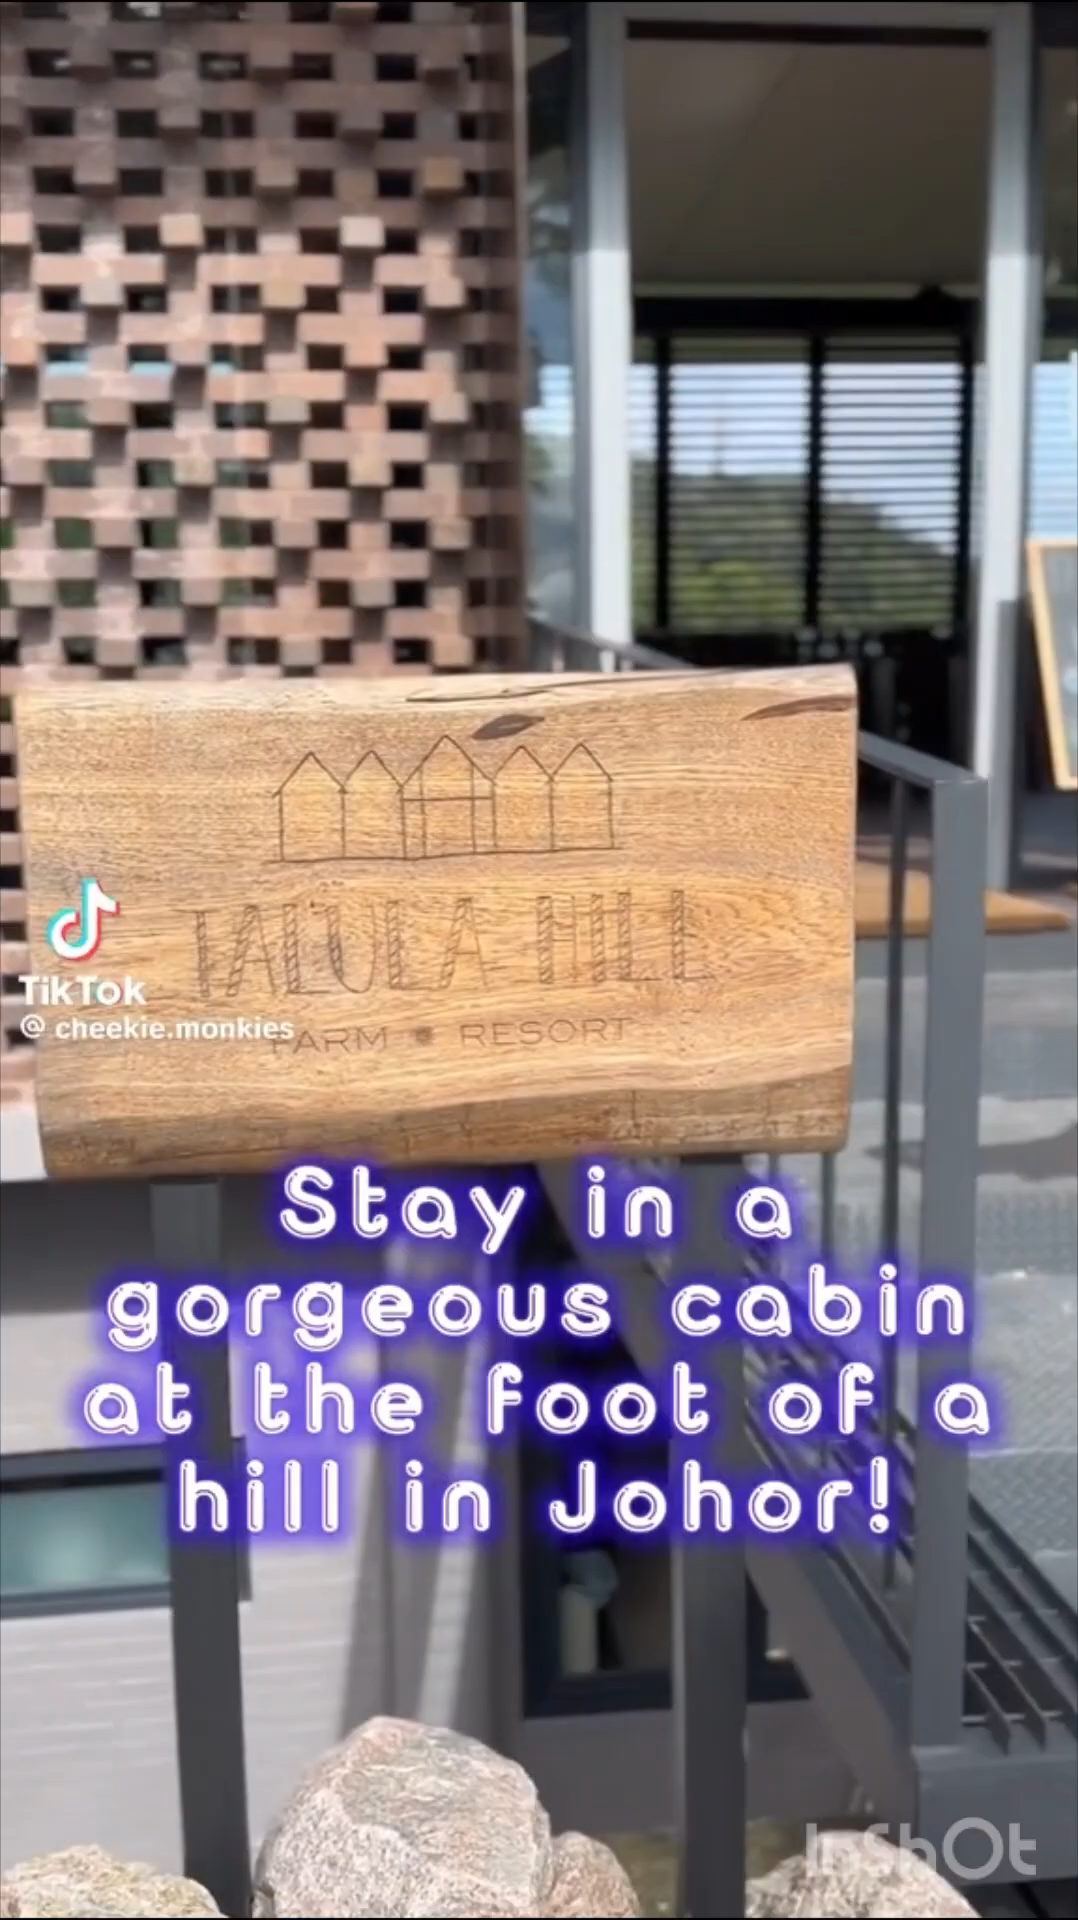 TALULA HILL
FARM RESORT
TikTok
@ cheekie.monkies
Stay in a
gorgeous cabin
at the foot of a
hill in Johor!
InShOt